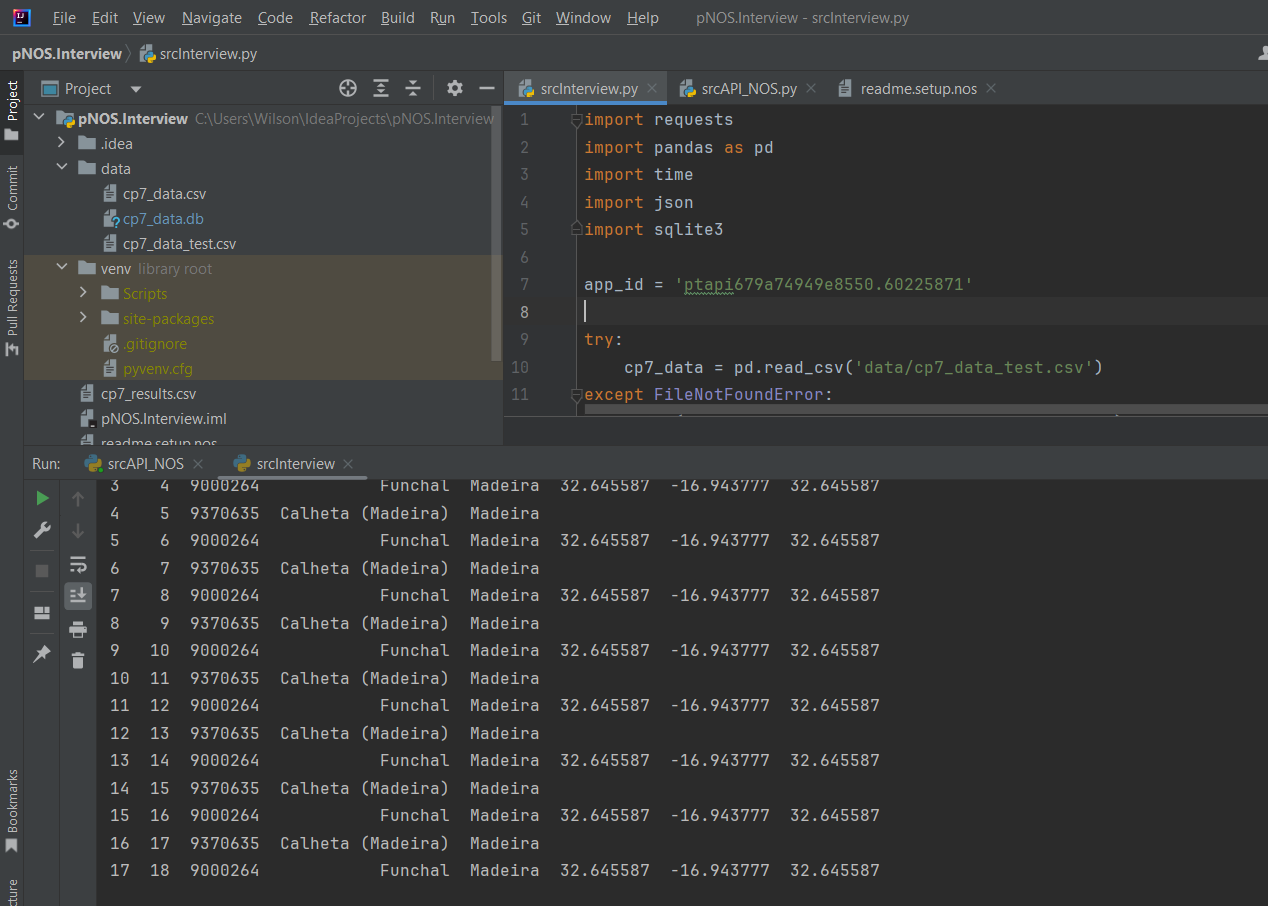 File Edit View Navigate Code Refactor Build Run Tools Git Window Help pNOS.Interview - srcInterview.py
pNOS.Interview srcInterview.py
Project
Commit
Pull Requests
Bookmarks
Project
pNOS.Interview C:\Users\Wilson\IdeaProjects\pNOS.Interview
.idea
data
cp7_data.csv
cp7_data.db
cp7_data_test.csv
venv library root
Scripts
site-packages
.gitignore
pyvenv.cfg
cp7_results.csv
pNOS.Interview.iml
readme.setup.nos
srcInterview.py srcAPI_NOS.py readme.setup.nos
1 import requests
2 import pandas as pd
3 import time
4 import json
5 import sqlite3
6
7 app_id = 'ptapi679a74949e8550.60225871'
8
9 try:
10 cp7_data = pd.read_csv('data/cp7_data_test.csv')
11 except FileNotFoundError:
Run: srcAPI_NOS srcInterview
3 4 9000264 Funchal Madeira 32.645587 -16.943777 32.645587
4 5 9370635 Calheta (Madeira) Madeira
5 6 9000264 Funchal Madeira 32.645587 -16.943777 32.645587
6 7 9370635 Calheta (Madeira) Madeira
7 8 9000264 Funchal Madeira 32.645587 -16.943777 32.645587
8 9 9370635 Calheta (Madeira) Madeira
9 10 9000264 Funchal Madeira 32.645587 -16.943777 32.645587
10 11 9370635 Calheta (Madeira) Madeira
11 12 9000264 Funchal Madeira 32.645587 -16.943777 32.645587
12 13 9370635 Calheta (Madeira) Madeira
13 14 9000264 Funchal Madeira 32.645587 -16.943777 32.645587
14 15 9370635 Calheta (Madeira) Madeira
15 16 9000264 Funchal Madeira 32.645587 -16.943777 32.645587
16 17 9370635 Calheta (Madeira) Madeira
17 18 9000264 Funchal Madeira 32.645587 -16.943777 32.645587